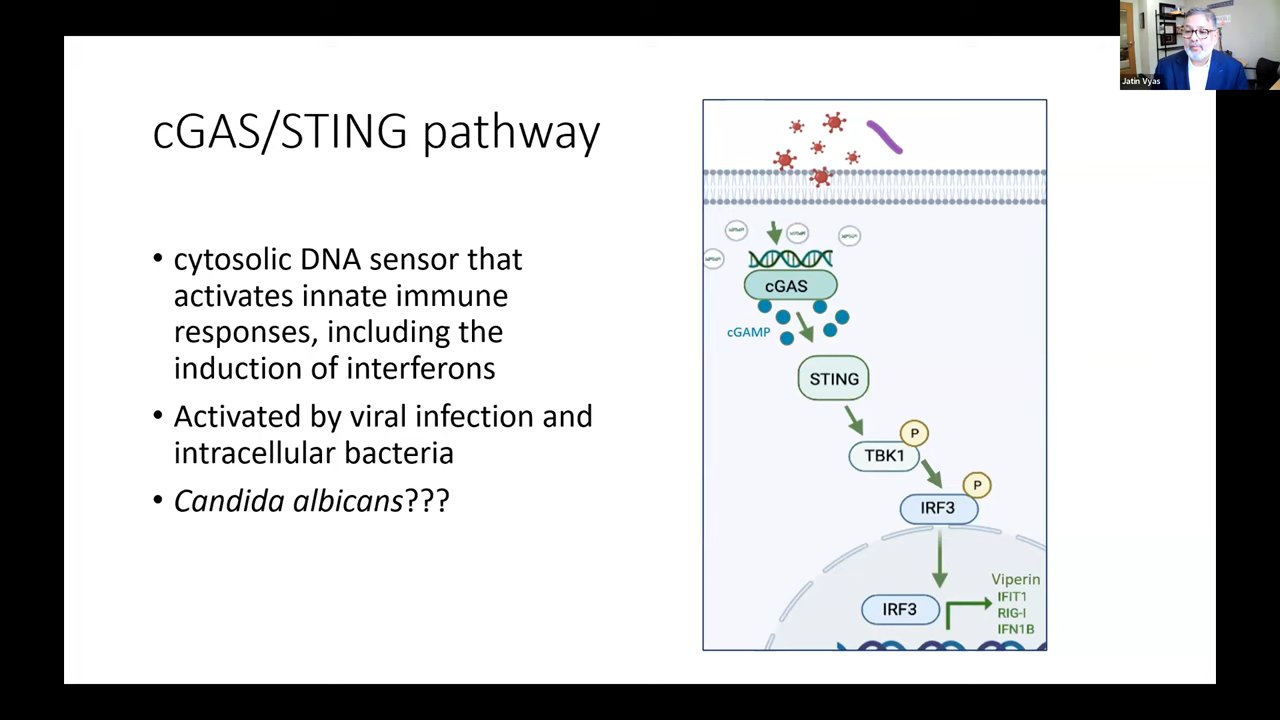 Jatin Vyas
cGAS/STING pathway
• cytosolic DNA sensor that
activates innate immune
responses, including the
induction of interferons
• Activated by viral infection and
intracellular bacteria
• Candida albicans???
cGAS
cGAMP
STING
P
TBK1
P
IRF3
IRF3
Viperin
IFIT1
RIG-I
IFN1B